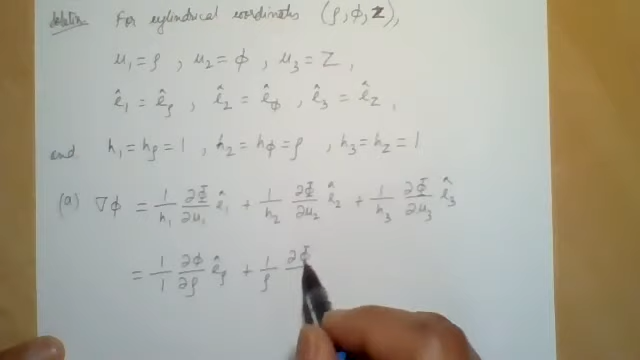 Solution For cylindrical coordinates (ρ, ϕ, Z),
u₁ = ρ , u₂ = ϕ , u₃ = Z ,
ê₁ = ê_ρ , ê₂ = ê_ϕ , ê₃ = ê_Z ,
and h₁ = h_ρ = 1 , h₂ = h_ϕ = ρ , h₃ = h_Z = 1
(a) ∇ϕ = 1/h₁ ∂Φ/∂u₁ ê₁ + 1/h₂ ∂Φ/∂u₂ ê₂ + 1/h₃ ∂Φ/∂u₃ ê₃
= 1/1 ∂ϕ/∂ρ ê_ρ + 1/ρ ∂Φ